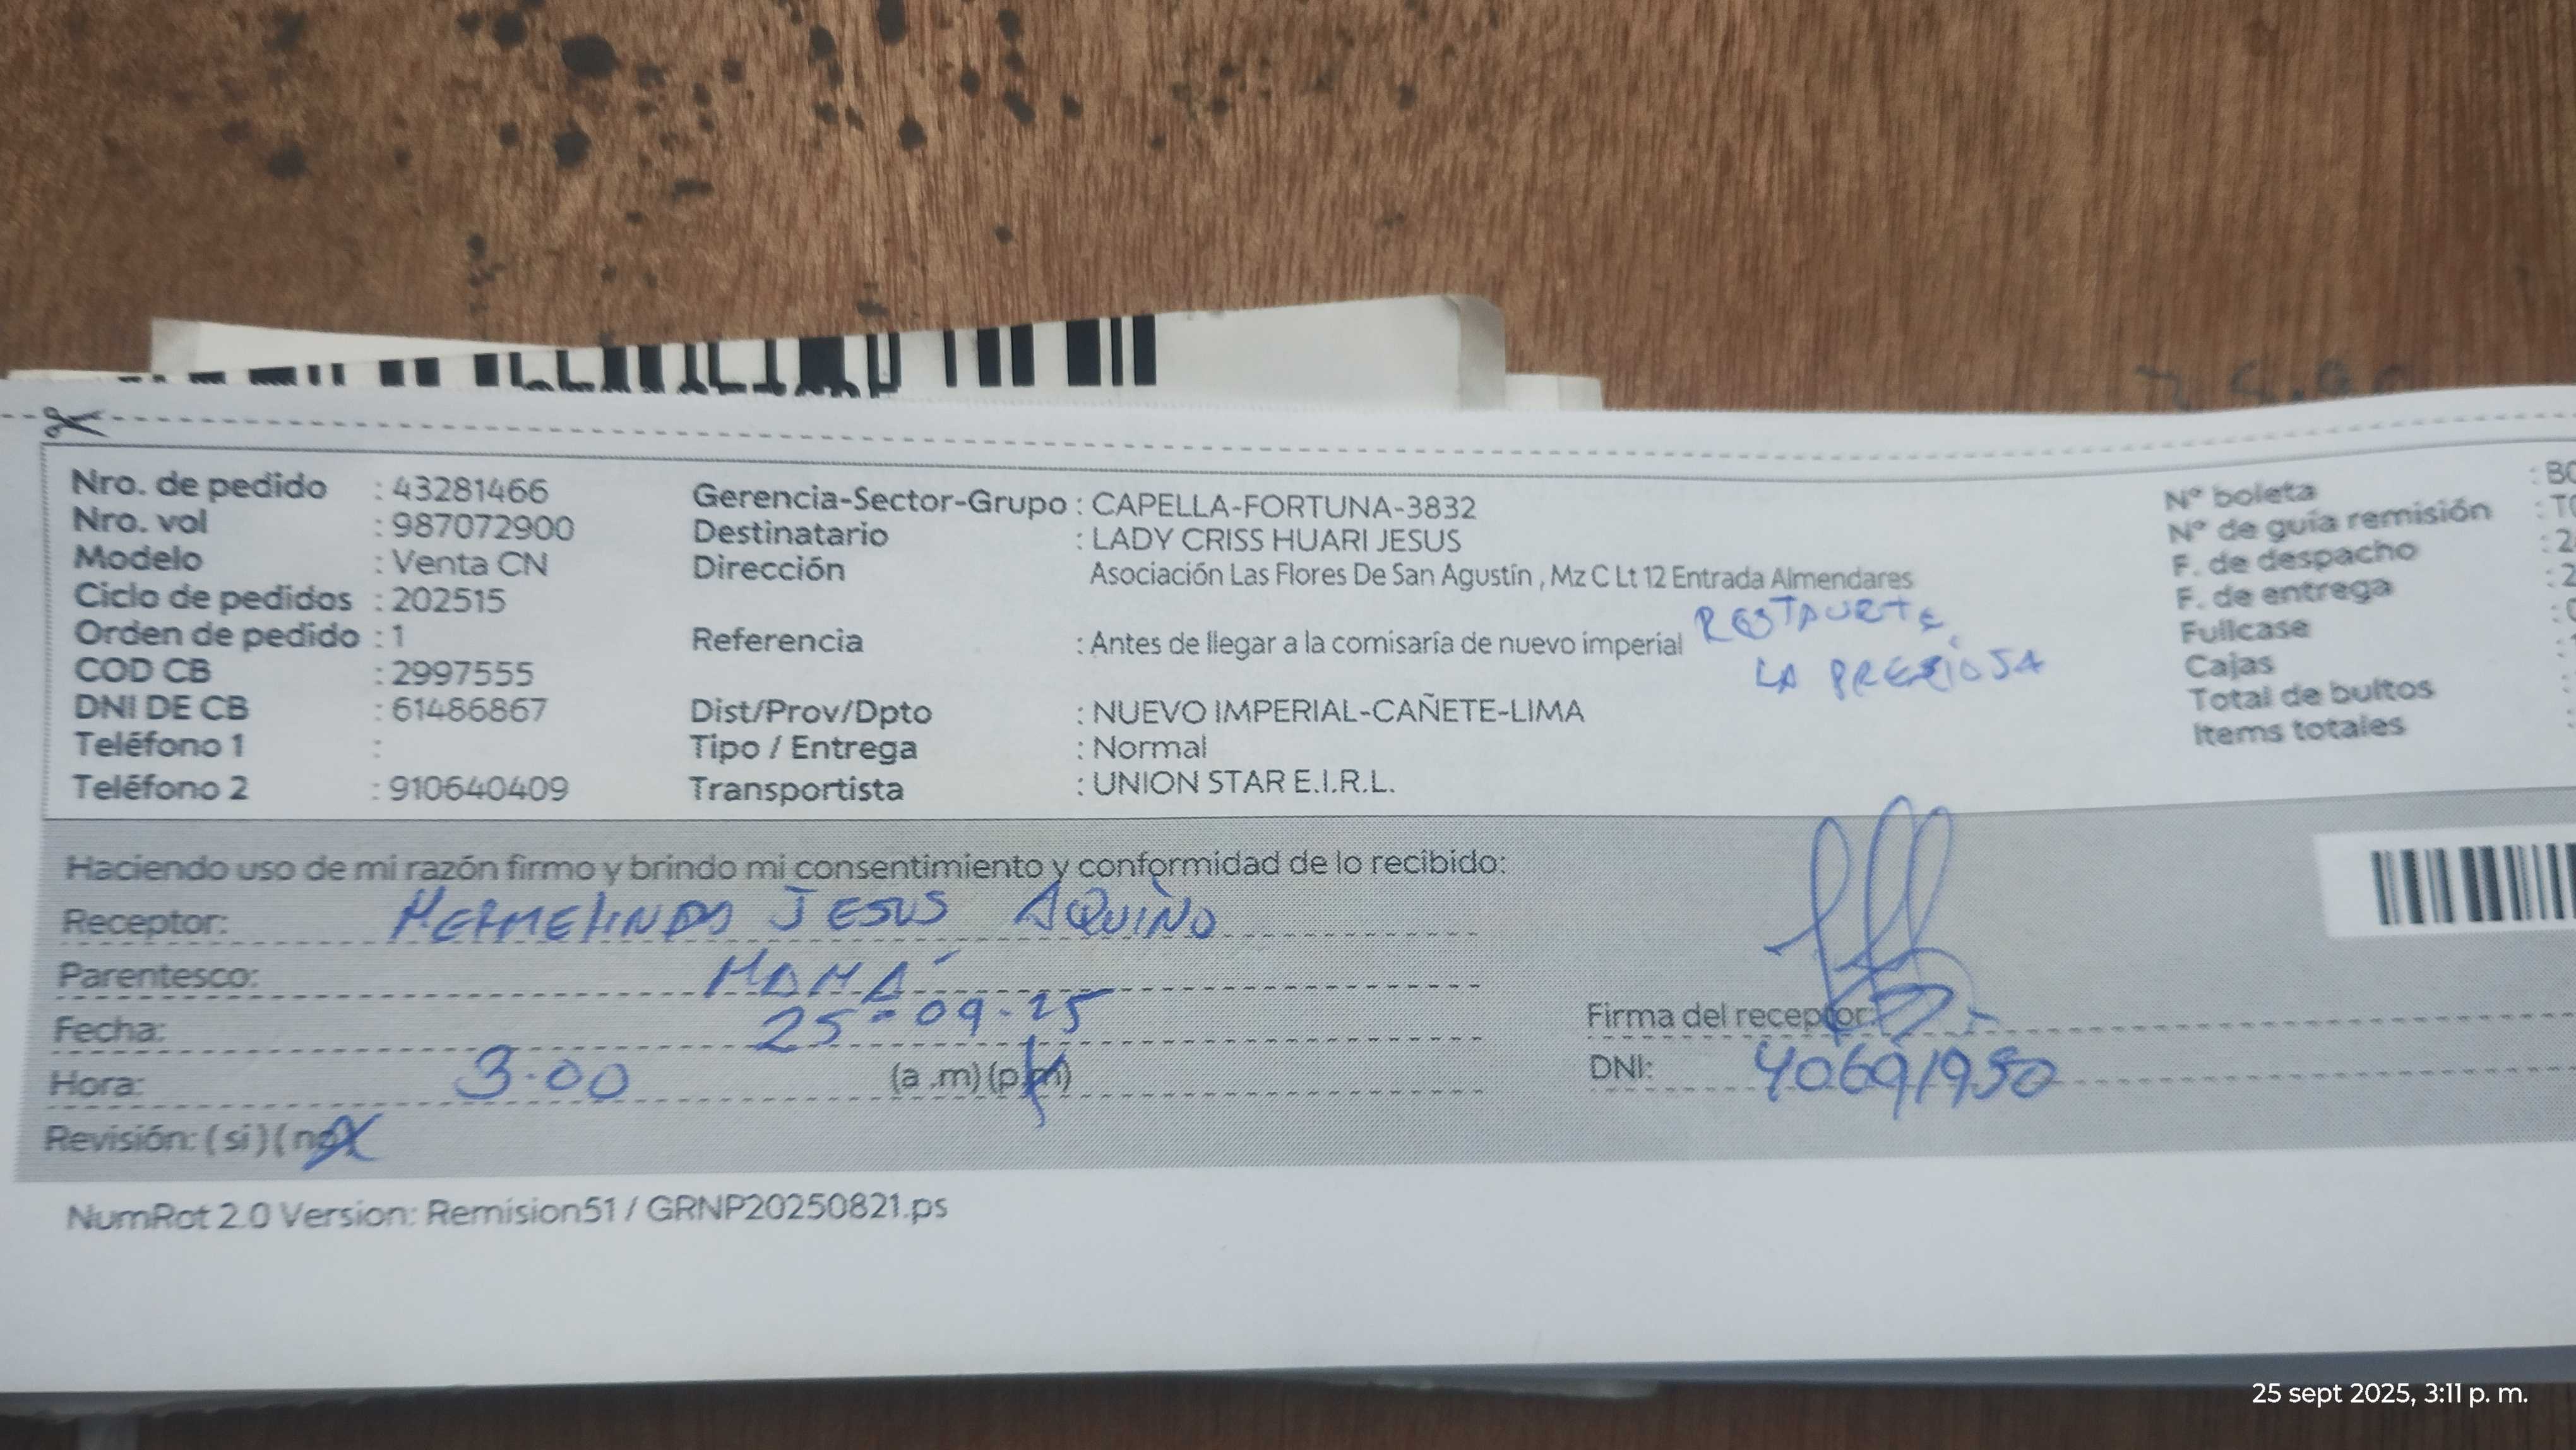 Nro. de pedido : 43281466
Nro. vol : 987072900
Modelo : Venta CN
Ciclo de pedidos : 202515
Orden de pedido : 1
COD CB : 2997555
DNI DE CB : 61486867
Teléfono 1 :
Teléfono 2 : 910640409
Gerencia-Sector-Grupo : CAPELLA-FORTUNA-3832
Destinatario : LADY CRISS HUARI JESUS
Dirección Asociación Las Flores De San Agustín , Mz C Lt 12 Entrada Almendares
Referencia : Antes de llegar a la comisaría de nuevo imperial
LA PRECIOSA
Dist/Prov/Dpto : NUEVO IMPERIAL-CAÑETE-LIMA
Tipo / Entrega : Normal
Transportista : UNION STAR E.I.R.L.
N° boleta
N° de guía remisión
F. de despacho
F. de entrega
Fullcase
Cajas
Total de bultos
Items totales
Haciendo uso de mi razón firmo y brindo mi consentimiento y conformidad de lo recibido:
Receptor: HERMELINDA JESUS AQUINO
Parentesco: MAMÁ
Fecha: 25-09-25
Hora: 3.00 (a .m) (p.m)
Revisión: ( si ) ( no )
Firma del receptor:
DNI: 40691950
NumRot 2.0 Version: Remision51 / GRNP20250821.ps
25 sept 2025, 3:11 p. m.